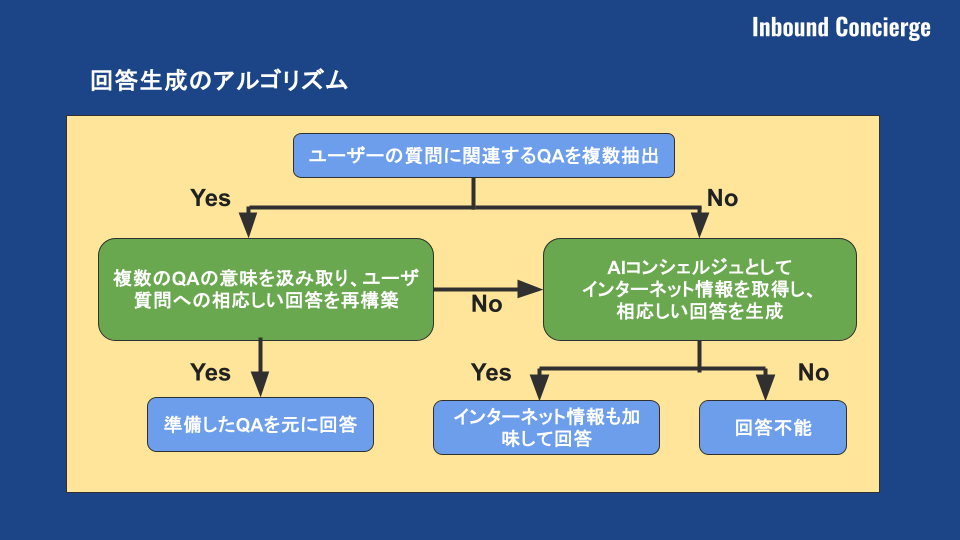 Inbound Concierge
回答生成のアルゴリズム
ユーザーの質問に関連するQAを複数抽出
Yes
No
複数のQAの意味を汲み取り、ユーザ
質問への相応しい回答を再構築
No
AIコンシェルジュとして
インターネット情報を取得し、
相応しい回答を生成
Yes
Yes
No
準備したQAを元に回答
インターネット情報も加
味して回答
回答不能